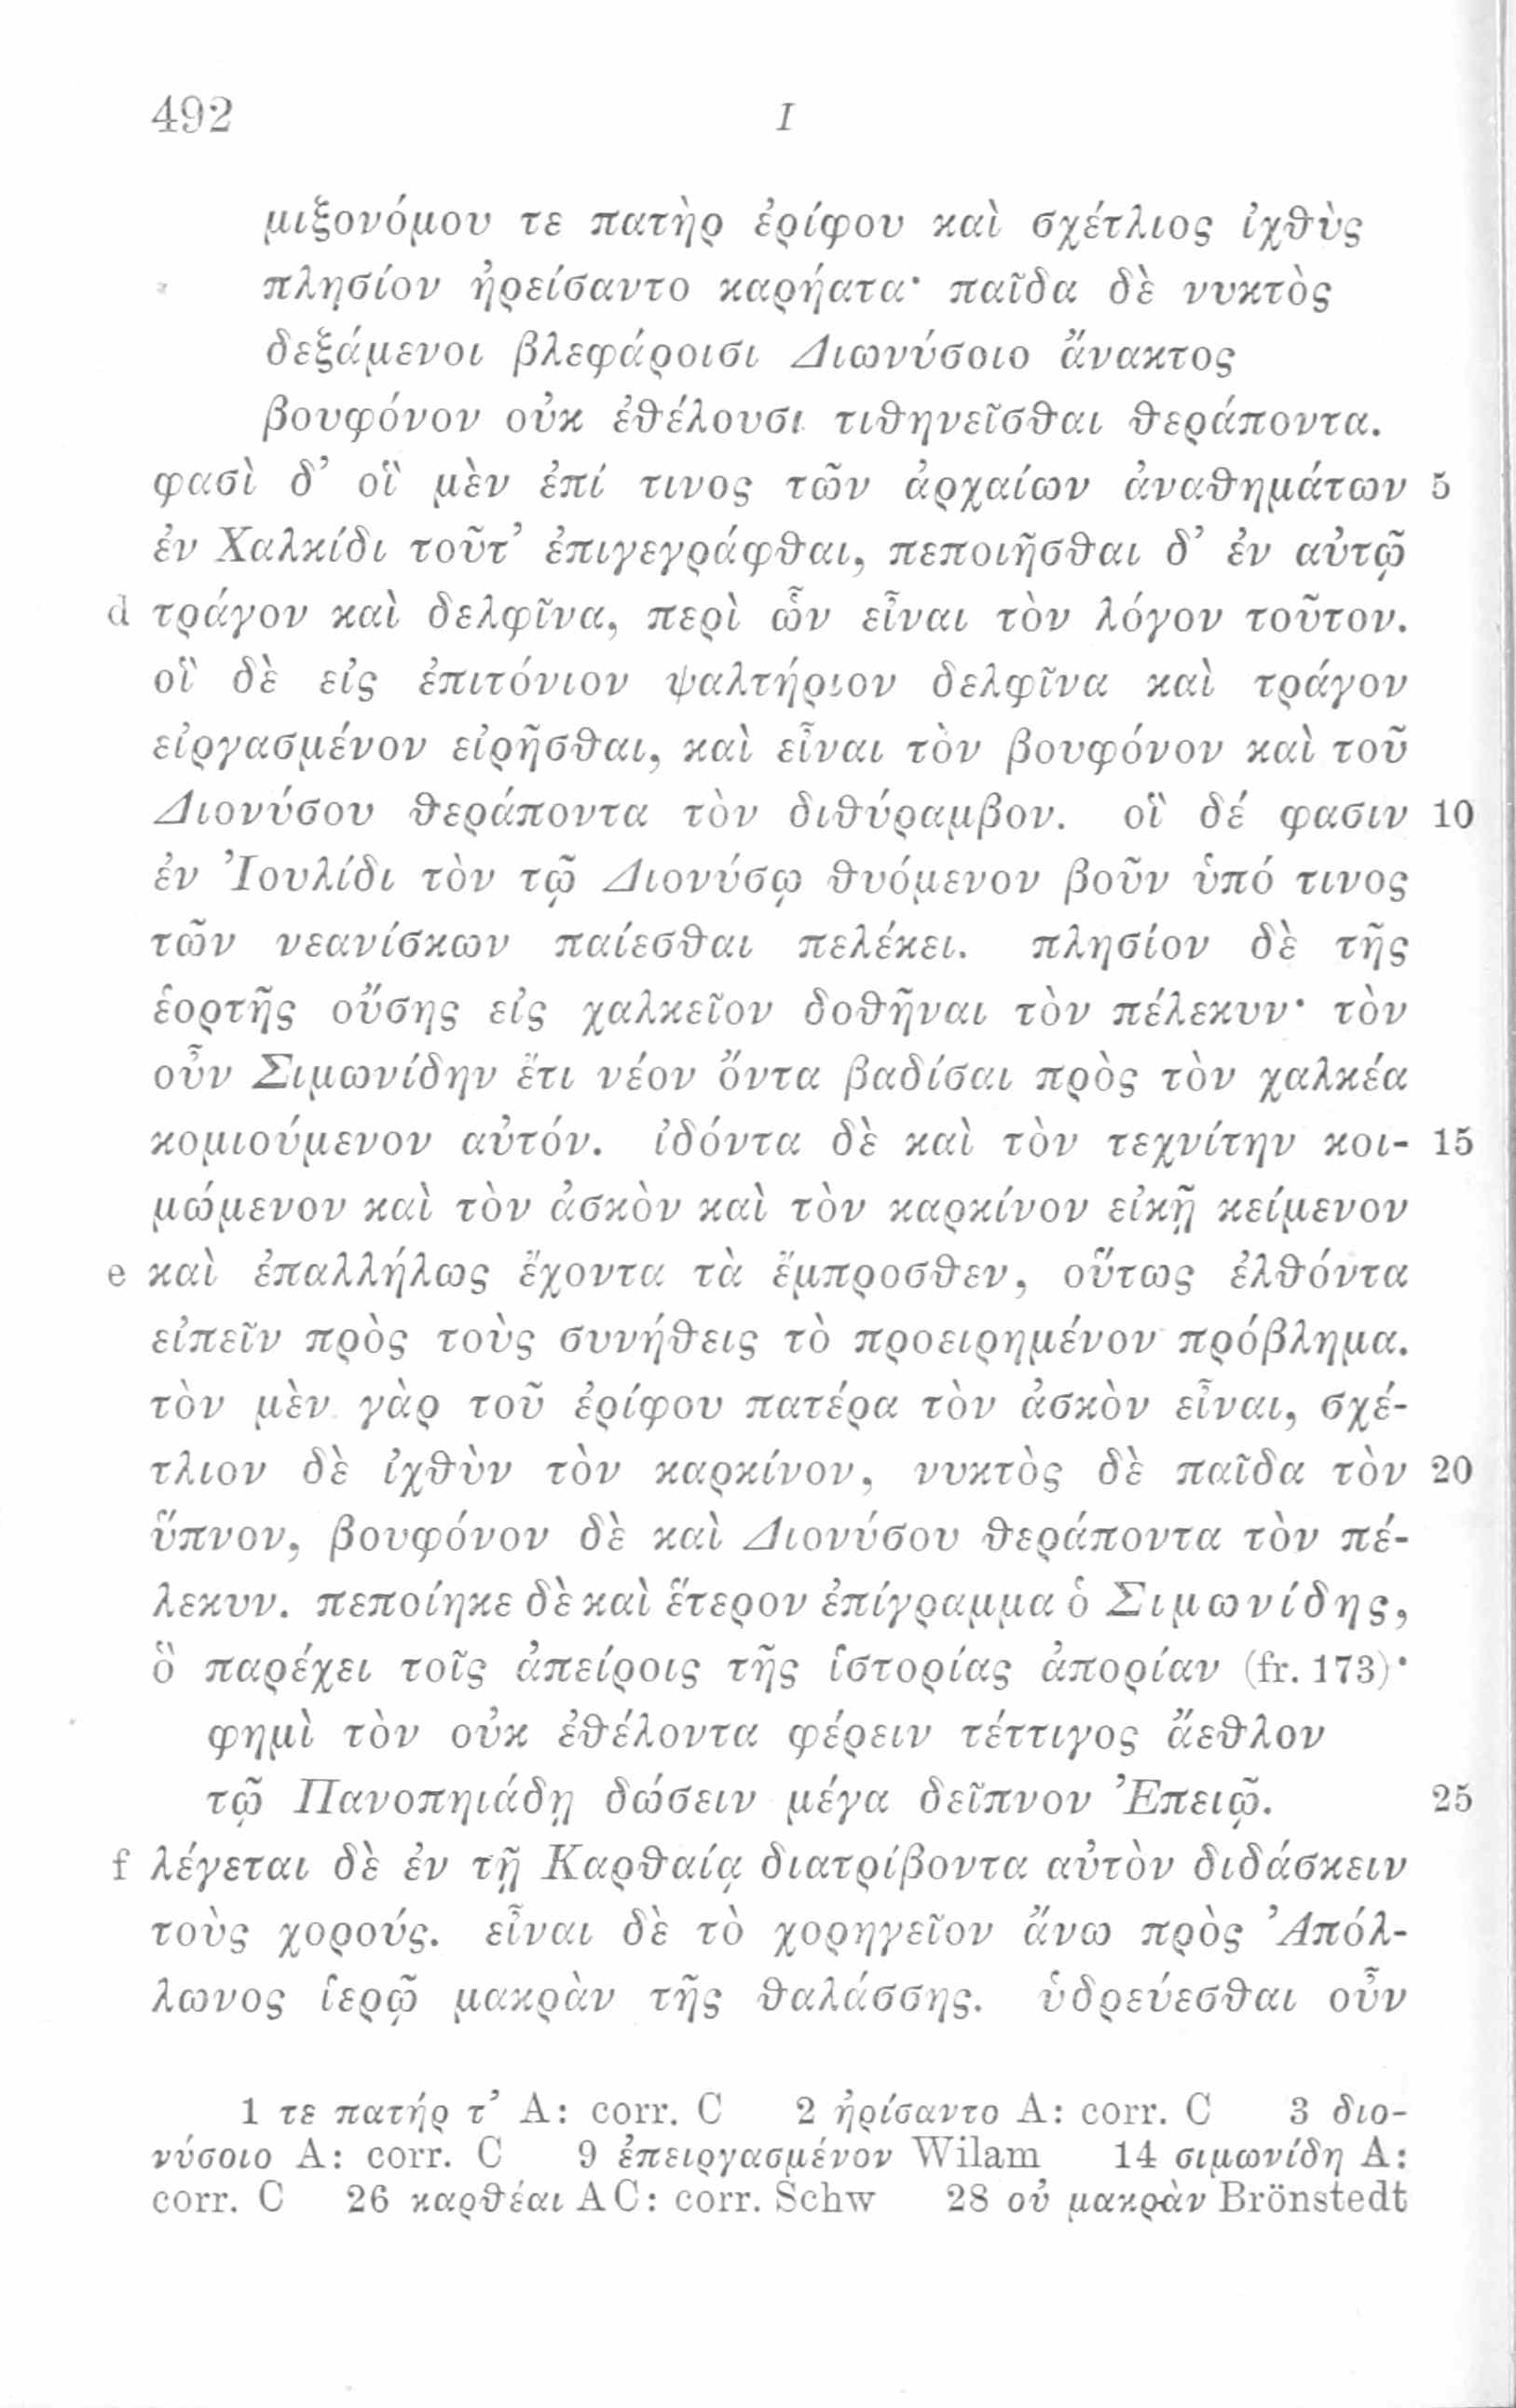 492 I
μιξονόμου τε πατὴρ ἐρίφου καὶ σχέτλιος ἰχθὺς
πλησίον ἠρείσαντο καρήατα· παῖδα δὲ νυκτὸς
δεξάμενοι βλεφάροισι Διωνύσοιο ἄνακτος
βουφόνον οὐκ ἐθέλουσι τιθηνεῖσθαι θεράποντα.
φασὶ δ’ οἳ μὲν ἐπί τινος τῶν ἀρχαίων ἀναθημάτων 5
ἐν Χαλκίδι τοῦτ’ ἐπιγεγράφθαι, πεποιῆσθαι δ’ ἐν αὐτῷ
d τράγον καὶ δελφῖνα, περὶ ὧν εἶναι τὸν λόγον τοῦτον.
οἳ δὲ εἰς ἐπιτόνιον ψαλτήριον δελφῖνα καὶ τράγον
εἰργασμένον εἰρῆσθαι, καὶ εἶναι τὸν βουφόνον καὶ τοῦ
Διονύσου θεράποντα τὸν διθύραμβον. οἳ δέ φασιν 10
ἐν Ἰουλίδι τὸν τῷ Διονύσῳ θυόμενον βοῦν ὑπό τινος
τῶν νεανίσκων παίεσθαι πελέκει. πλησίον δὲ τῆς
ἑορτῆς οὔσης εἰς χαλκεῖον δοθῆναι τὸν πέλεκυν· τὸν
οὖν Σιμωνίδην ἔτι νέον ὄντα βαδίσαι πρὸς τὸν χαλκέα
κομιούμενον αὐτόν. ἰδόντα δὲ καὶ τὸν τεχνίτην κοι- 15
μώμενον καὶ τὸν ἀσκὸν καὶ τὸν καρκίνον εἰκῇ κείμενον
e καὶ ἐπαλλήλως ἔχοντα τὰ ἔμπροσθεν, οὕτως ἐλθόντα
εἰπεῖν πρὸς τοὺς συνήθεις τὸ προειρημένον πρόβλημα.
τὸν μὲν γὰρ τοῦ ἐρίφου πατέρα τὸν ἀσκὸν εἶναι, σχέ-
τλιον δὲ ἰχθὺν τὸν καρκίνον, νυκτὸς δὲ παῖδα τὸν 20
ὕπνον, βουφόνον δὲ καὶ Διονύσου θεράποντα τὸν πέ-
λεκυν. πεποίηκε δὲ καὶ ἕτερον ἐπίγραμμα ὁ Σιμωνίδης,
ὃ παρέχει τοῖς ἀπείροις τῆς ἱστορίας ἀπορίαν (fr. 173)·
φημὶ τὸν οὐκ ἐθέλοντα φέρειν τέττιγος ἄεθλον
τῷ Πανοπηιάδῃ δώσειν μέγα δεῖπνον Ἐπειῷ. 25
f λέγεται δὲ ἐν τῇ Καρθαίᾳ διατρίβοντα αὐτὸν διδάσκειν
τοὺς χορούς. εἶναι δὲ τὸ χορηγεῖον ἄνω πρὸς Ἀπόλ-
λωνος ἱερῷ μακρὰν τῆς θαλάσσης. ὑδρεύεσθαι οὖν
1 τε πατήρ τ’ A: corr. C 2 ἠρίσαντο A: corr. C 3 διο-
νύσοιο A: corr. C 9 ἐπειργασμένον Wilam 14 σιμωνίδη A:
corr. C 26 καρθέαι AC: corr. Schw 28 οὐ μακρὰν Brönstedt